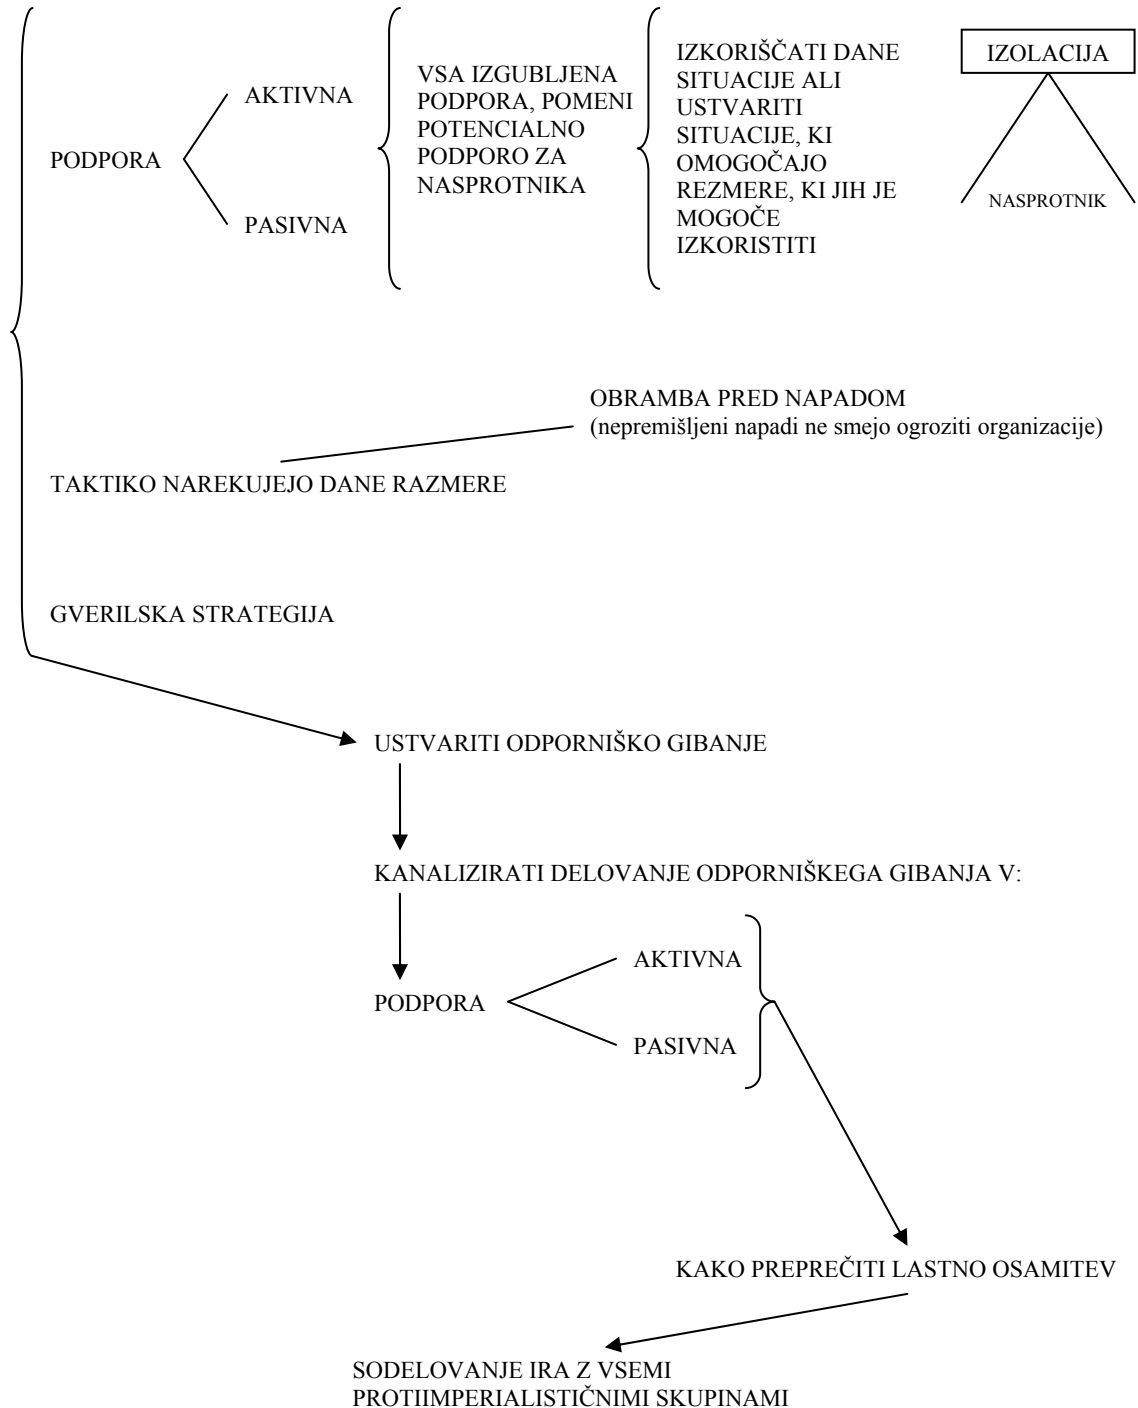 PODPORA
AKTIVNA
PASIVNA
VSA IZGUBLJENA
PODPORA, POMENI
POTENCIALNO
PODPORO ZA
NASPROTNIKA
IZKORIŠČATI DANE
SITUACIJE ALI
USTVARITI
SITUACIJE, KI
OMOGOČAJO
REZMERE, KI JIH JE
MOGOČE
IZKORISTITI
IZOLACIJA
NASPROTNIK
OBRAMBA PRED NAPADOM
(nepremišljeni napadi ne smejo ogroziti organizacije)
TAKTIKO NAREKUJEJO DANE RAZMERE
GVERILSKA STRATEGIJA
USTVARITI ODPORNIŠKO GIBANJE
KANALIZIRATI DELOVANJE ODPORNIŠKEGA GIBANJA V:
PODPORA
AKTIVNA
PASIVNA
KAKO PREPREČITI LASTNO OSAMITEV
SODELOVANJE IRA Z VSEMI
PROTIIMPERIALISTIČNIMI SKUPINAMI